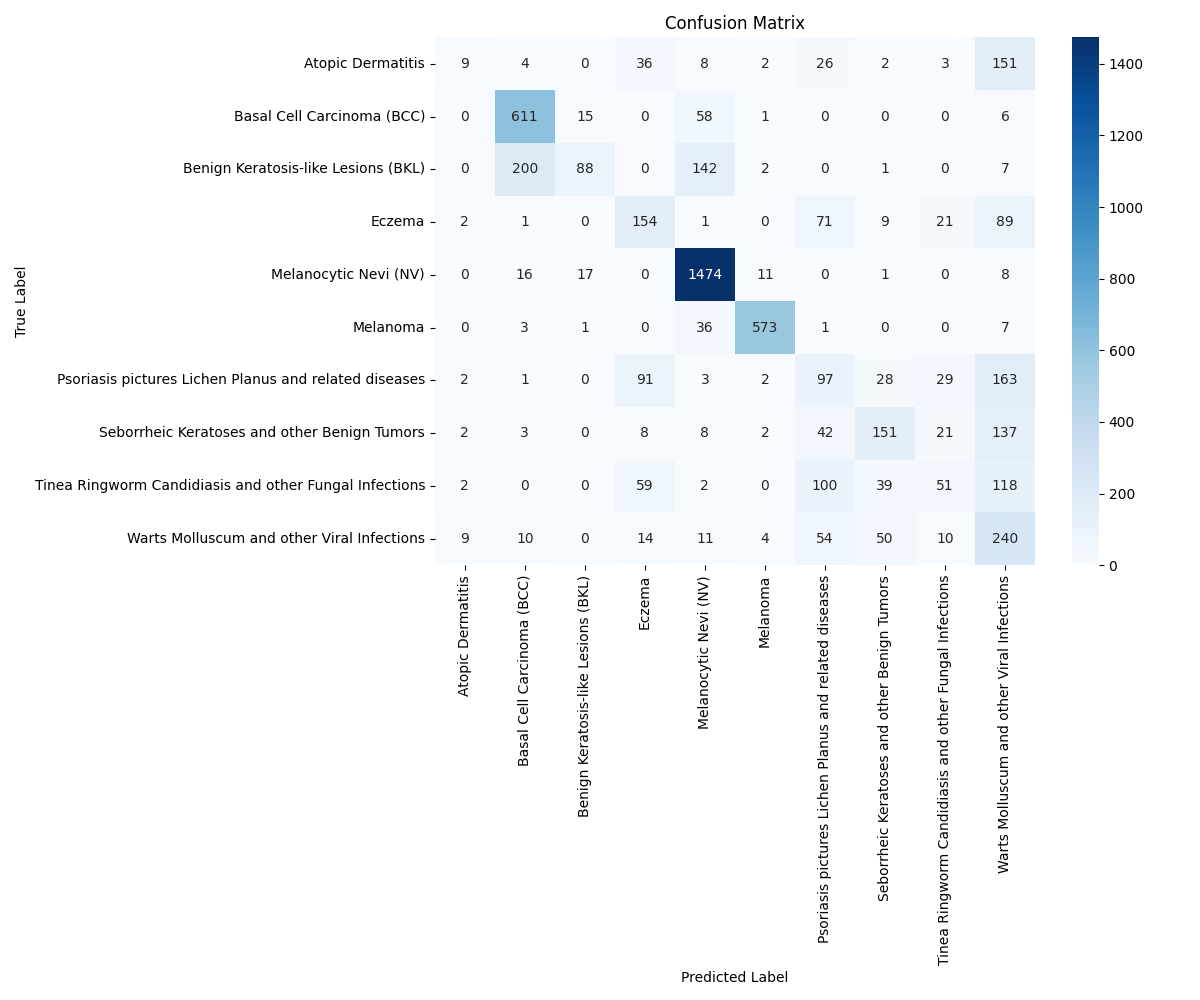 Confusion Matrix
True Label
Atopic Dermatitis 9 4 0 36 8 2 26 2 3 151
Basal Cell Carcinoma (BCC) 0 611 15 0 58 1 0 0 0 6
Benign Keratosis-like Lesions (BKL) 0 200 88 0 142 2 0 1 0 7
Eczema 2 1 0 154 1 0 71 9 21 89
Melanocytic Nevi (NV) 0 16 17 0 1474 11 0 1 0 8
Melanoma 0 3 1 0 36 573 1 0 0 7
Psoriasis pictures Lichen Planus and related diseases 2 1 0 91 3 2 97 28 29 163
Seborrheic Keratoses and other Benign Tumors 2 3 0 8 8 2 42 151 21 137
Tinea Ringworm Candidiasis and other Fungal Infections 2 0 0 59 2 0 100 39 51 118
Warts Molluscum and other Viral Infections 9 10 0 14 11 4 54 50 10 240
Atopic Dermatitis
Basal Cell Carcinoma (BCC)
Benign Keratosis-like Lesions (BKL)
Eczema
Melanocytic Nevi (NV)
Melanoma
Psoriasis pictures Lichen Planus and related diseases
Seborrheic Keratoses and other Benign Tumors
Tinea Ringworm Candidiasis and other Fungal Infections
Warts Molluscum and other Viral Infections
Predicted Label
1400
1200
1000
800
600
400
200
0